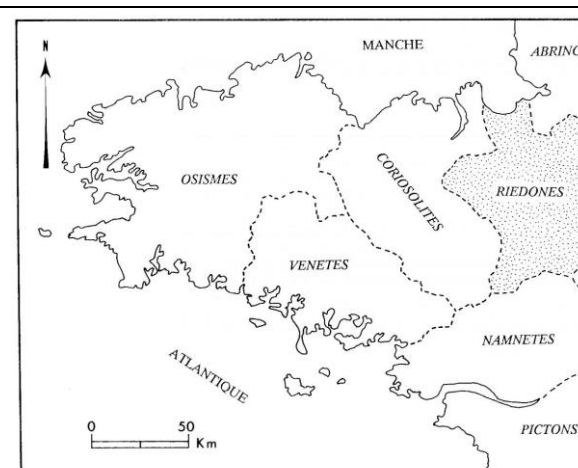 N
MANCHE
ABRINC
OSISMES
CORIOSOLITES
RIEDONES
VENETES
NAMNETES
ATLANTIQUE
0 50
Km
PICTONS